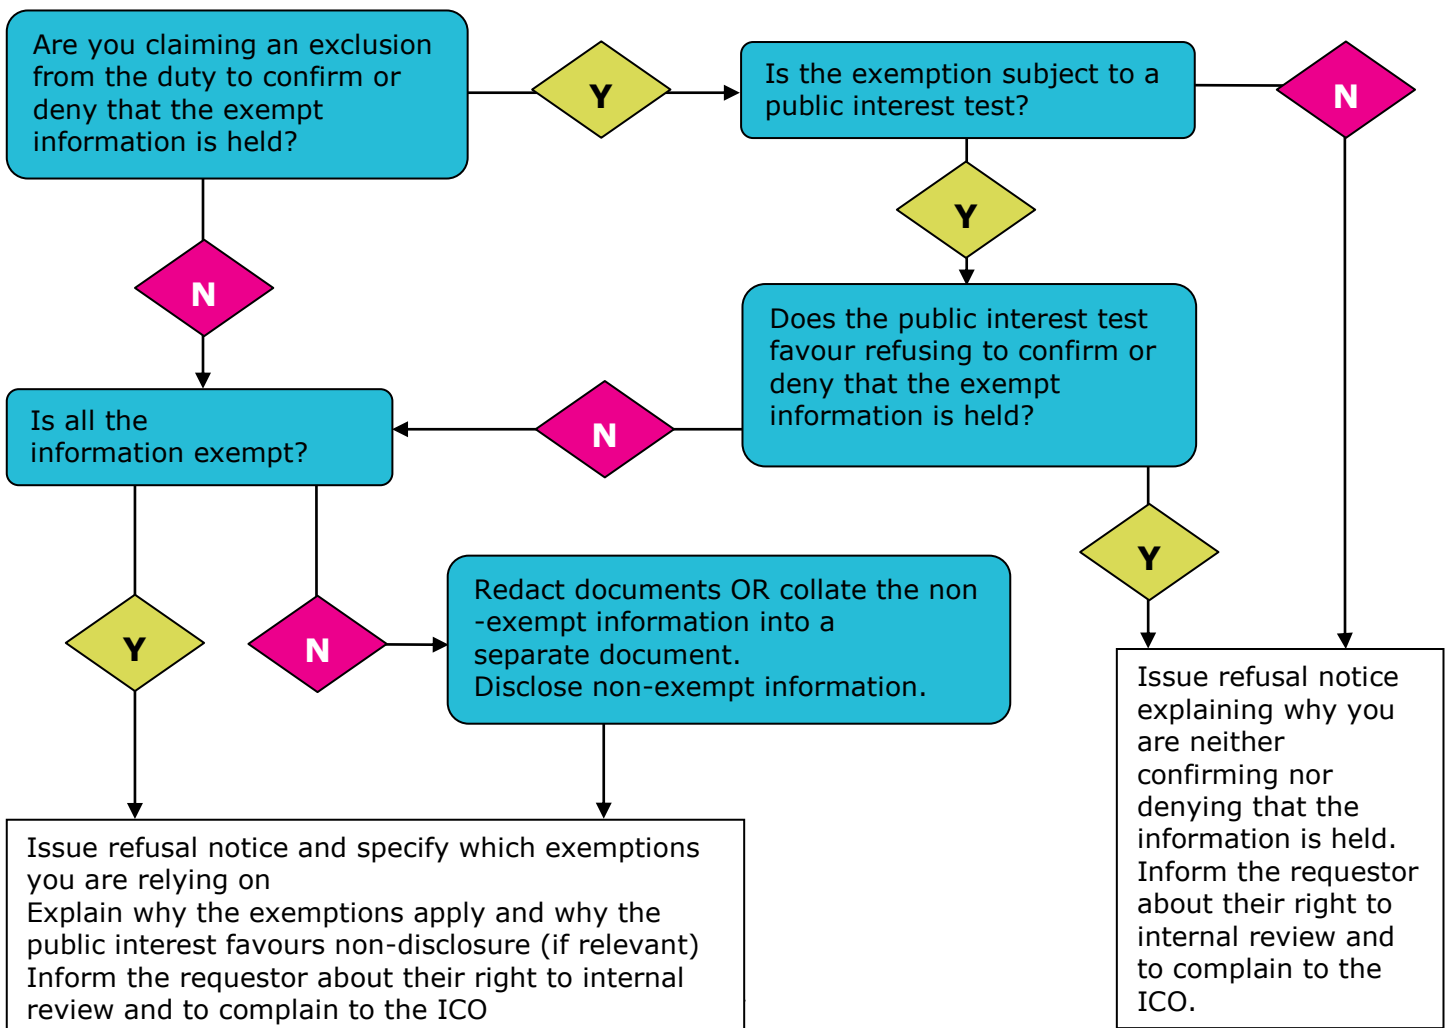 Are you claiming an exclusion
from the duty to confirm or
deny that the exempt
information is held?
Y
Is the exemption subject to a
public interest test?
N
Y
N
Does the public interest test
favour refusing to confirm or
deny that the exempt
information is held?
N
Is all the
information exempt?
Y
Y
N
Redact documents OR collate the non
-exempt information into a
separate document.
Disclose non-exempt information.
Issue refusal notice
explaining why you
are neither
confirming nor
denying that the
information is held.
Inform the requestor
about their right to
internal review and
to complain to the
ICO.
Issue refusal notice and specify which exemptions
you are relying on
Explain why the exemptions apply and why the
public interest favours non-disclosure (if relevant)
Inform the requestor about their right to internal
review and to complain to the ICO